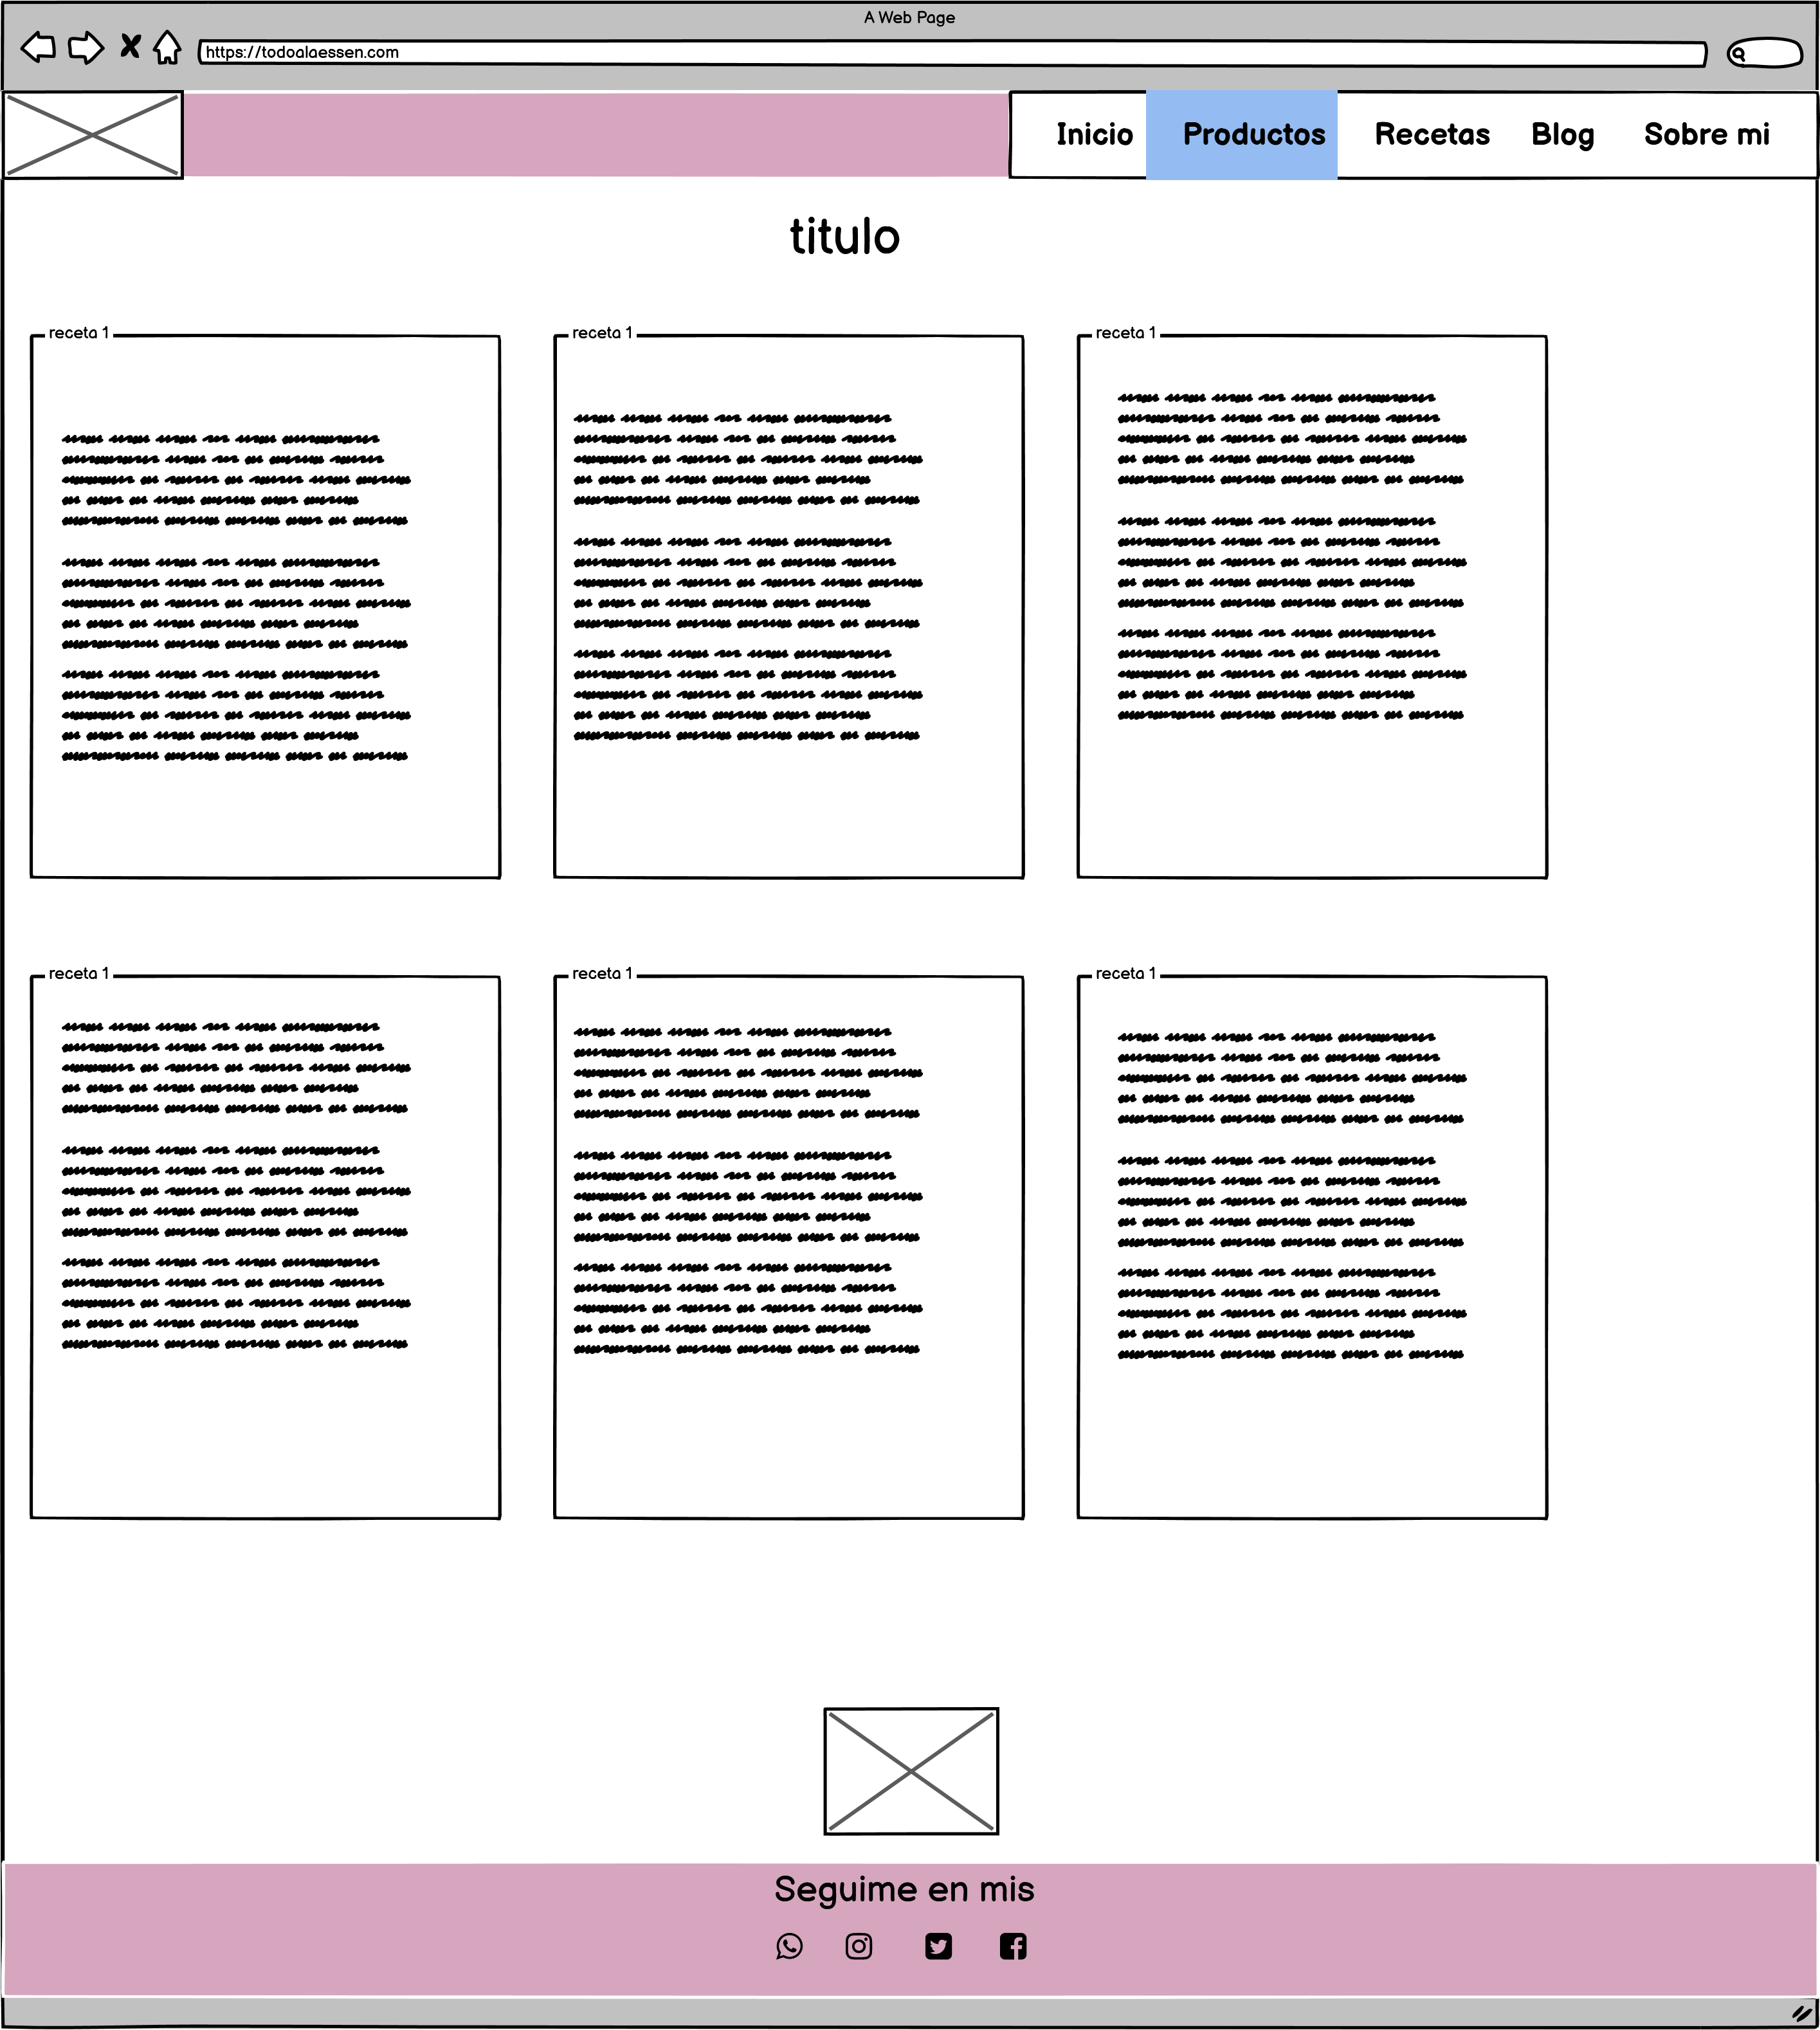 A Web Page
https://todoalaessen.com
Inicio Productos Recetas Blog Sobre mi
titulo
receta 1 receta 1 receta 1
receta 1 receta 1 receta 1
Seguime en mis